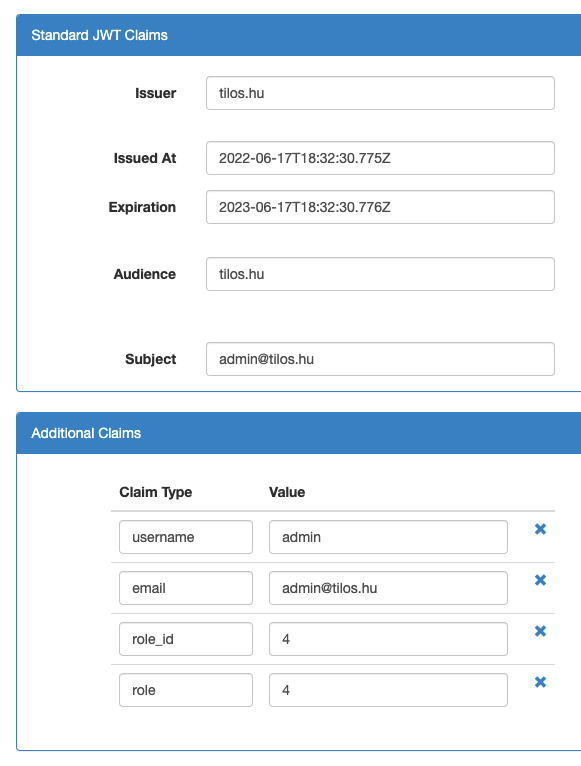 Standard JWT Claims
Issuer tilos.hu
Issued At 2022-06-17T18:32:30.775Z
Expiration 2023-06-17T18:32:30.776Z
Audience tilos.hu
Subject admin@tilos.hu
Additional Claims
Claim Type Value
username admin
email admin@tilos.hu
role_id 4
role 4